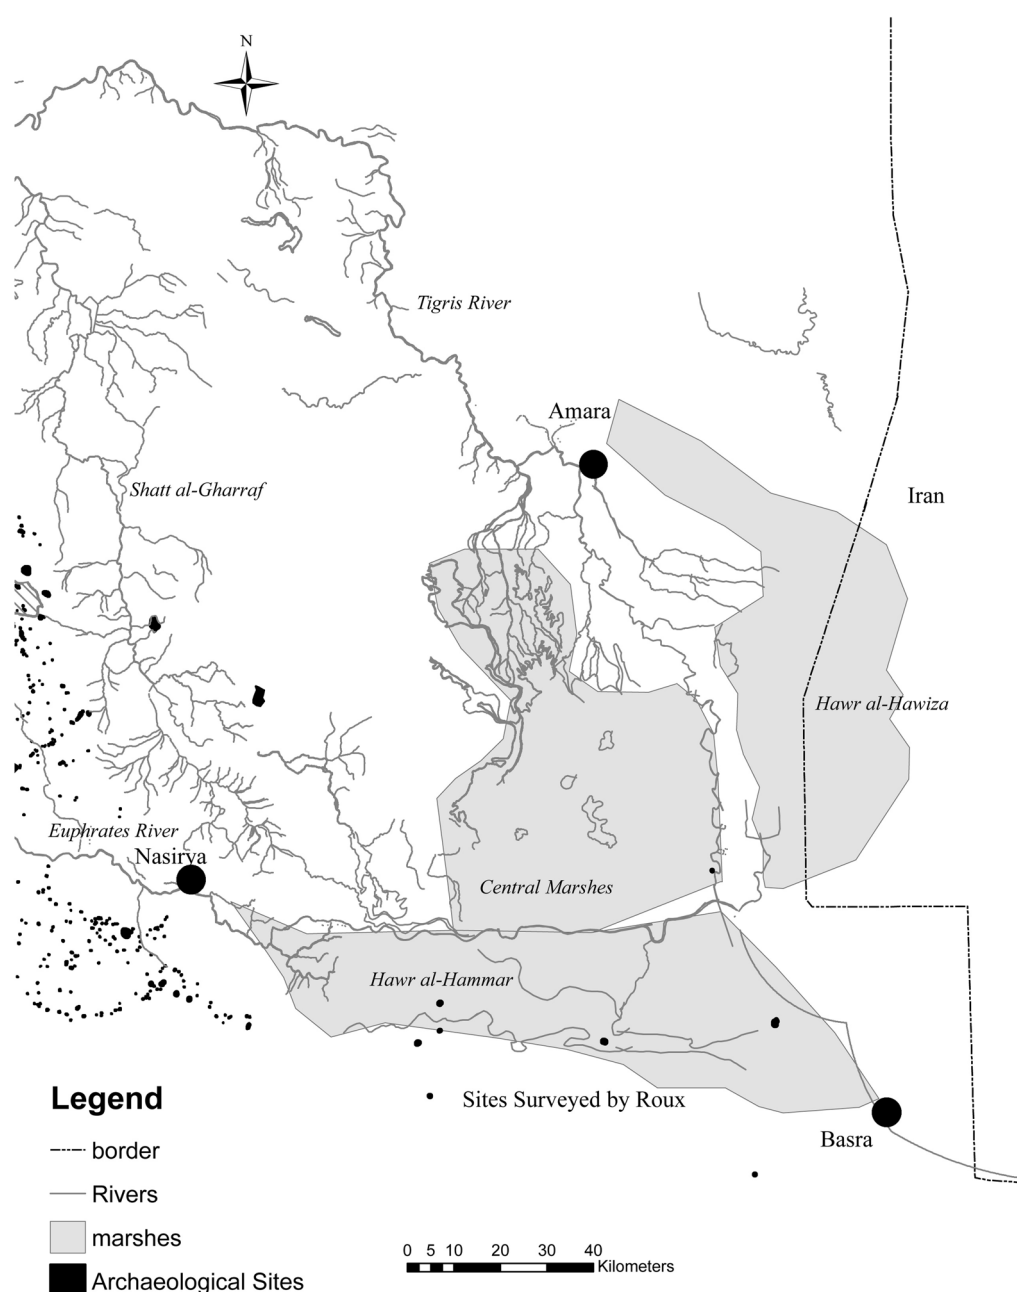 N
Tigris River
Amara
Shatt al-Gharraf
Iran
Hawr al-Hawiza
Euphrates River
Nasirya
Central Marshes
Hawr al-Hammar
Sites Surveyed by Roux
Basra
Legend
border
Rivers
marshes
Archaeological Sites
0 5 10 20 30 40
Kilometers